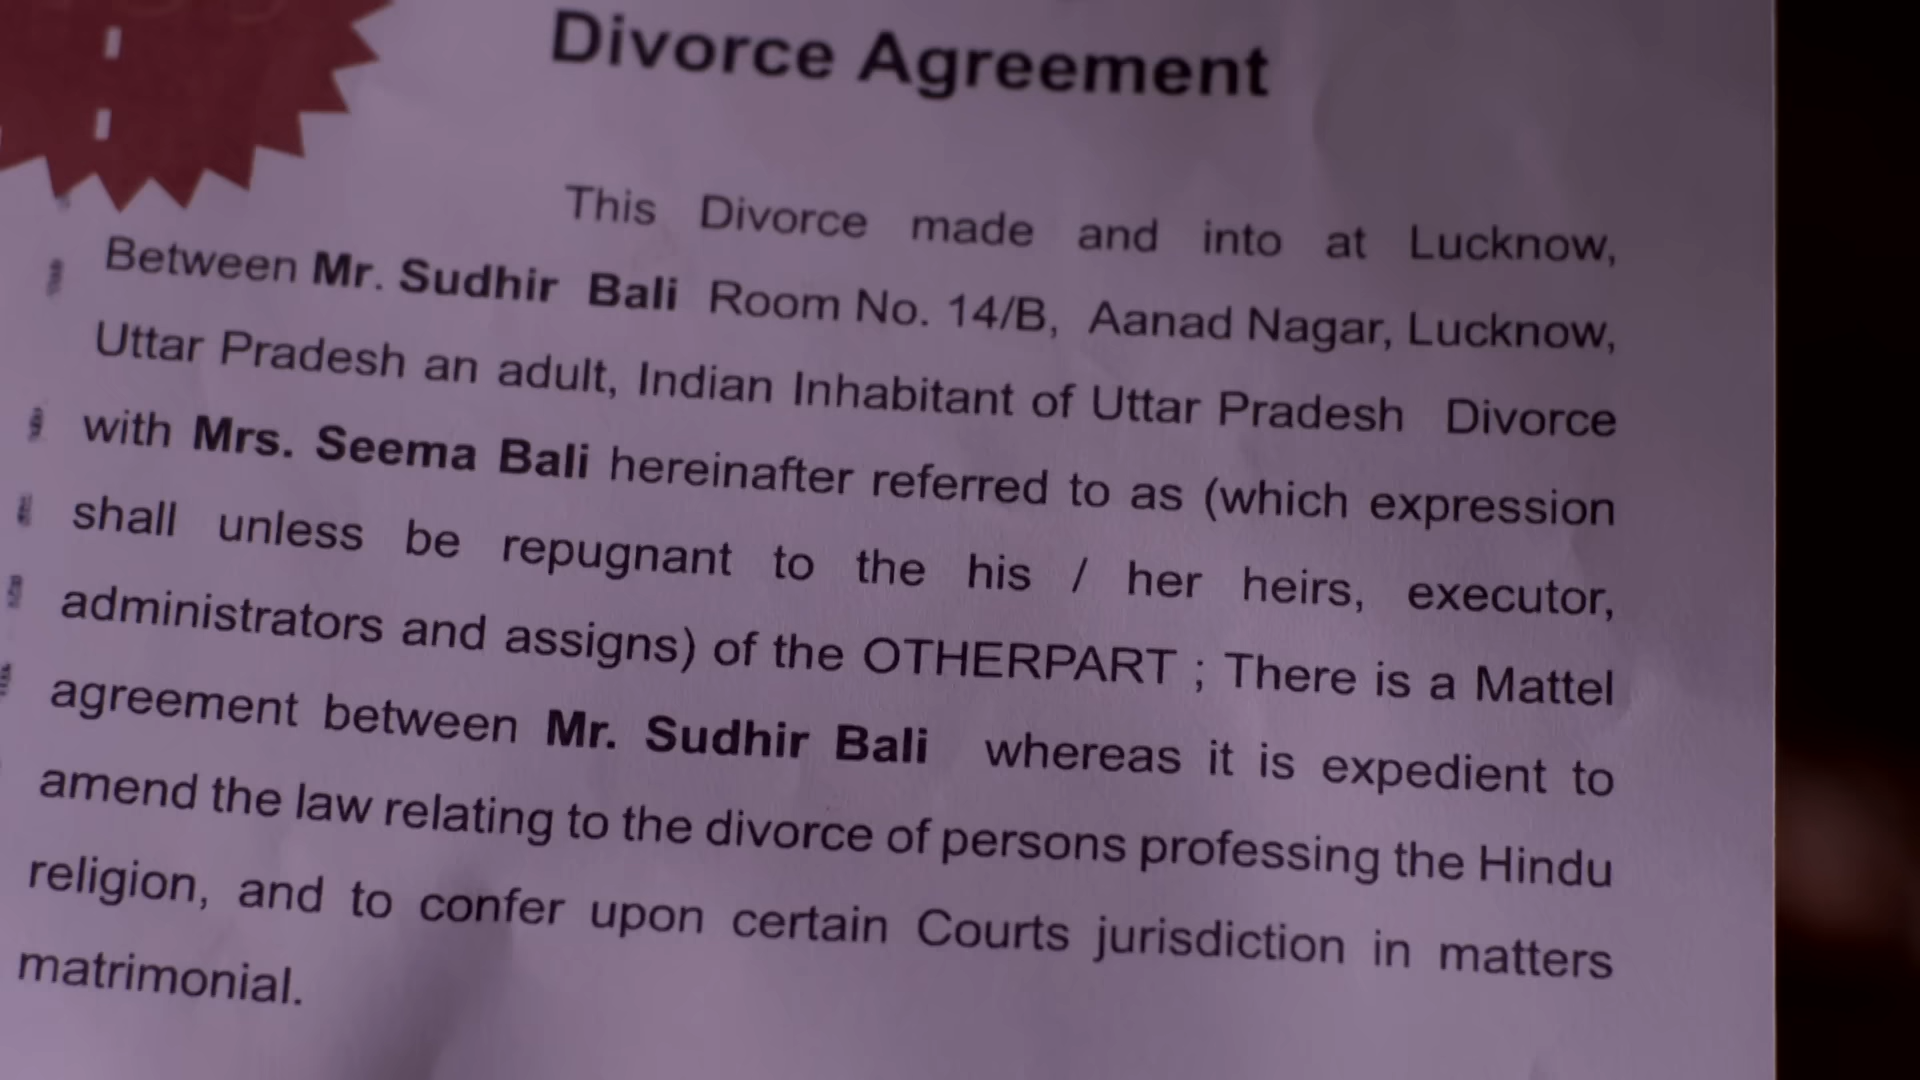 Divorce Agreement
This Divorce made and into at Lucknow,
Between Mr. Sudhir Bali Room No. 14/B, Aanad Nagar, Lucknow,
Uttar Pradesh an adult, Indian Inhabitant of Uttar Pradesh Divorce
with Mrs. Seema Bali hereinafter referred to as (which expression
shall unless be repugnant to the his / her heirs, executor,
administrators and assigns) of the OTHERPART ; There is a Mattel
agreement between Mr. Sudhir Bali whereas it is expedient to
amend the law relating to the divorce of persons professing the Hindu
religion, and to confer upon certain Courts jurisdiction in matters
matrimonial.